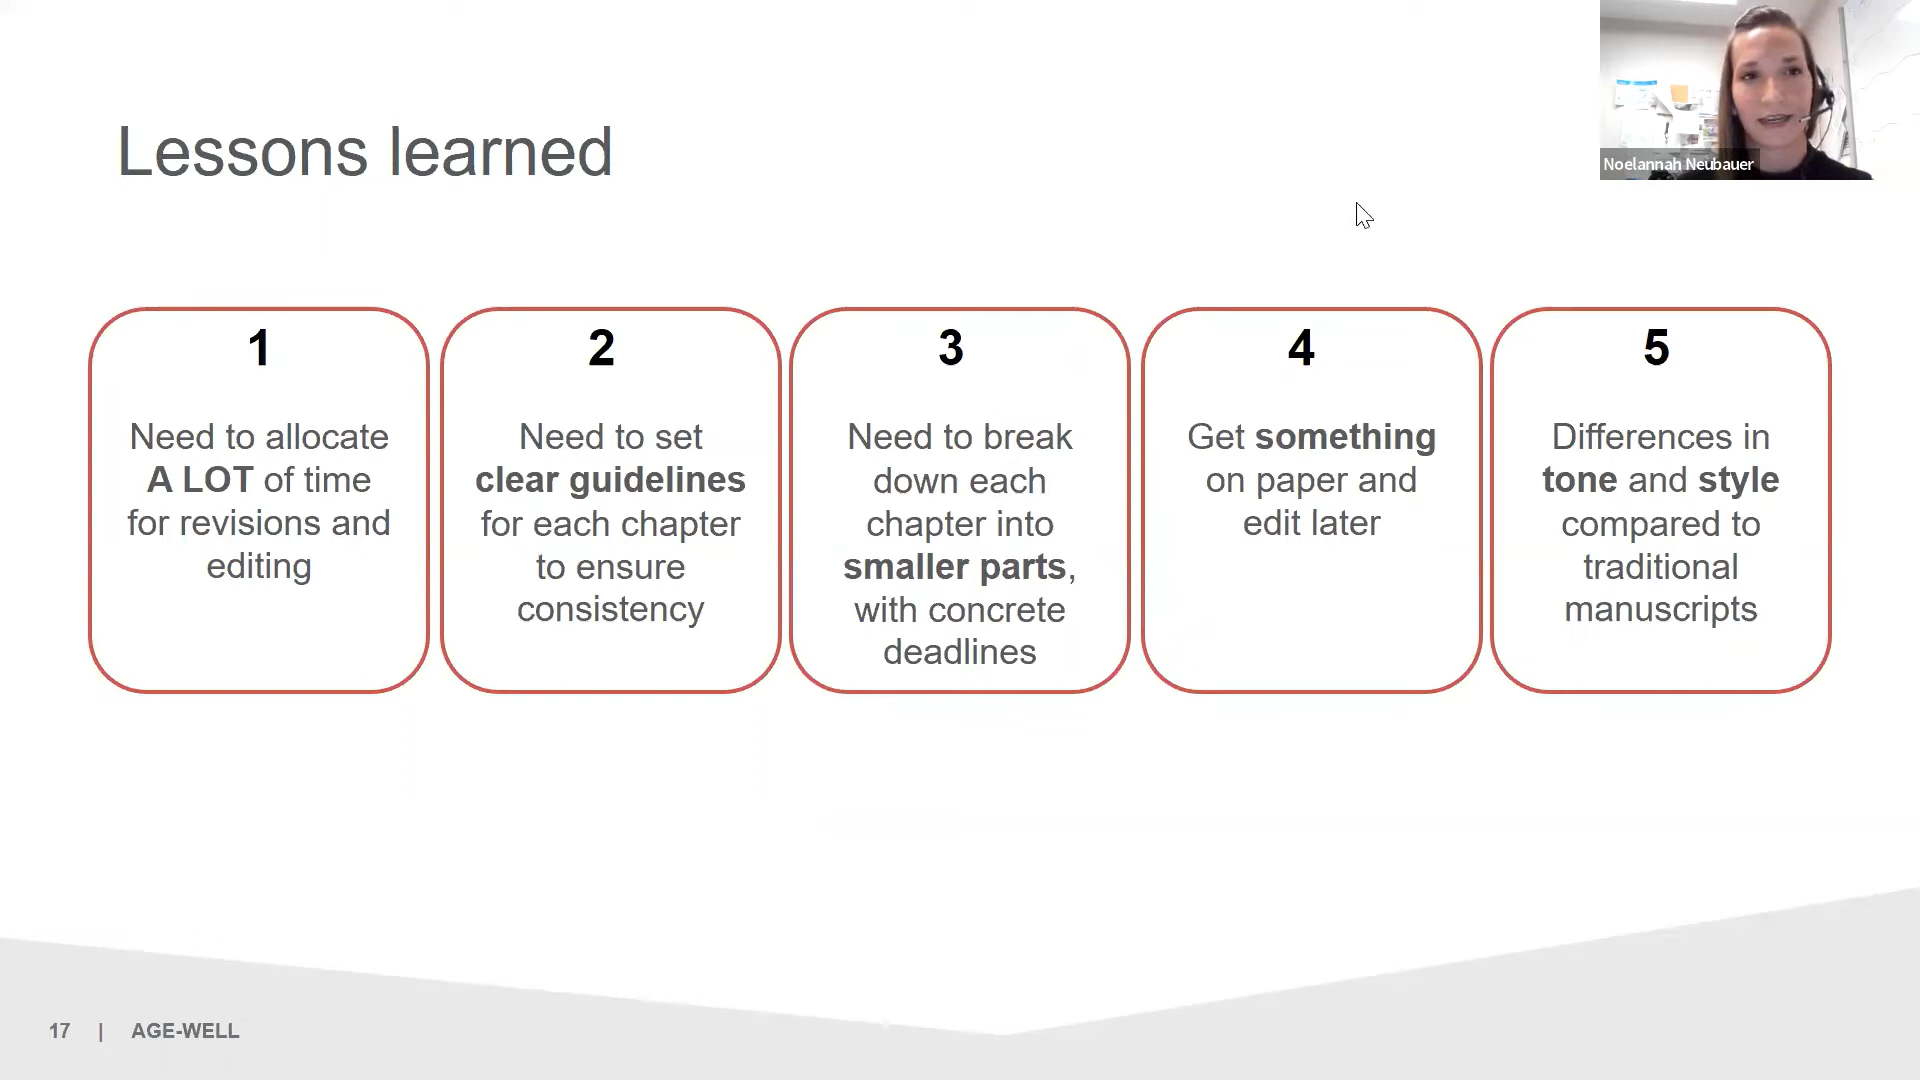 Noelannah Neubauer
Lessons learned
1
Need to allocate
A LOT of time
for revisions and
editing
2
Need to set
clear guidelines
for each chapter
to ensure
consistency
3
Need to break
down each
chapter into
smaller parts,
with concrete
deadlines
4
Get something
on paper and
edit later
5
Differences in
tone and style
compared to
traditional
manuscripts
17 | AGE-WELL